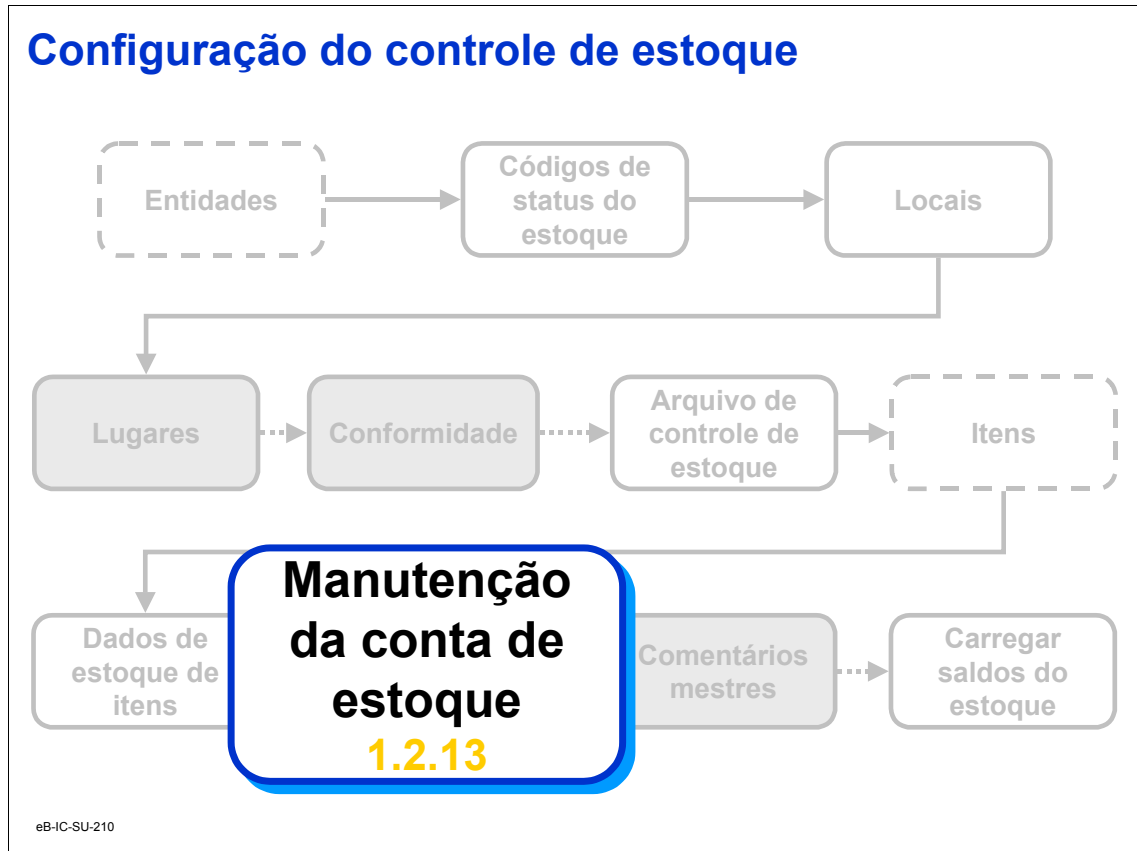 Configuração do controle de estoque
Entidades
Códigos de
status do
estoque
Locais
Lugares
Conformidade
Arquivo de
controle de
estoque
Itens
Dados de
estoque de
itens
Manutenção
da conta de
estoque
1.2.13
Comentários
mestres
Carregar
saldos do
estoque
eB-IC-SU-210